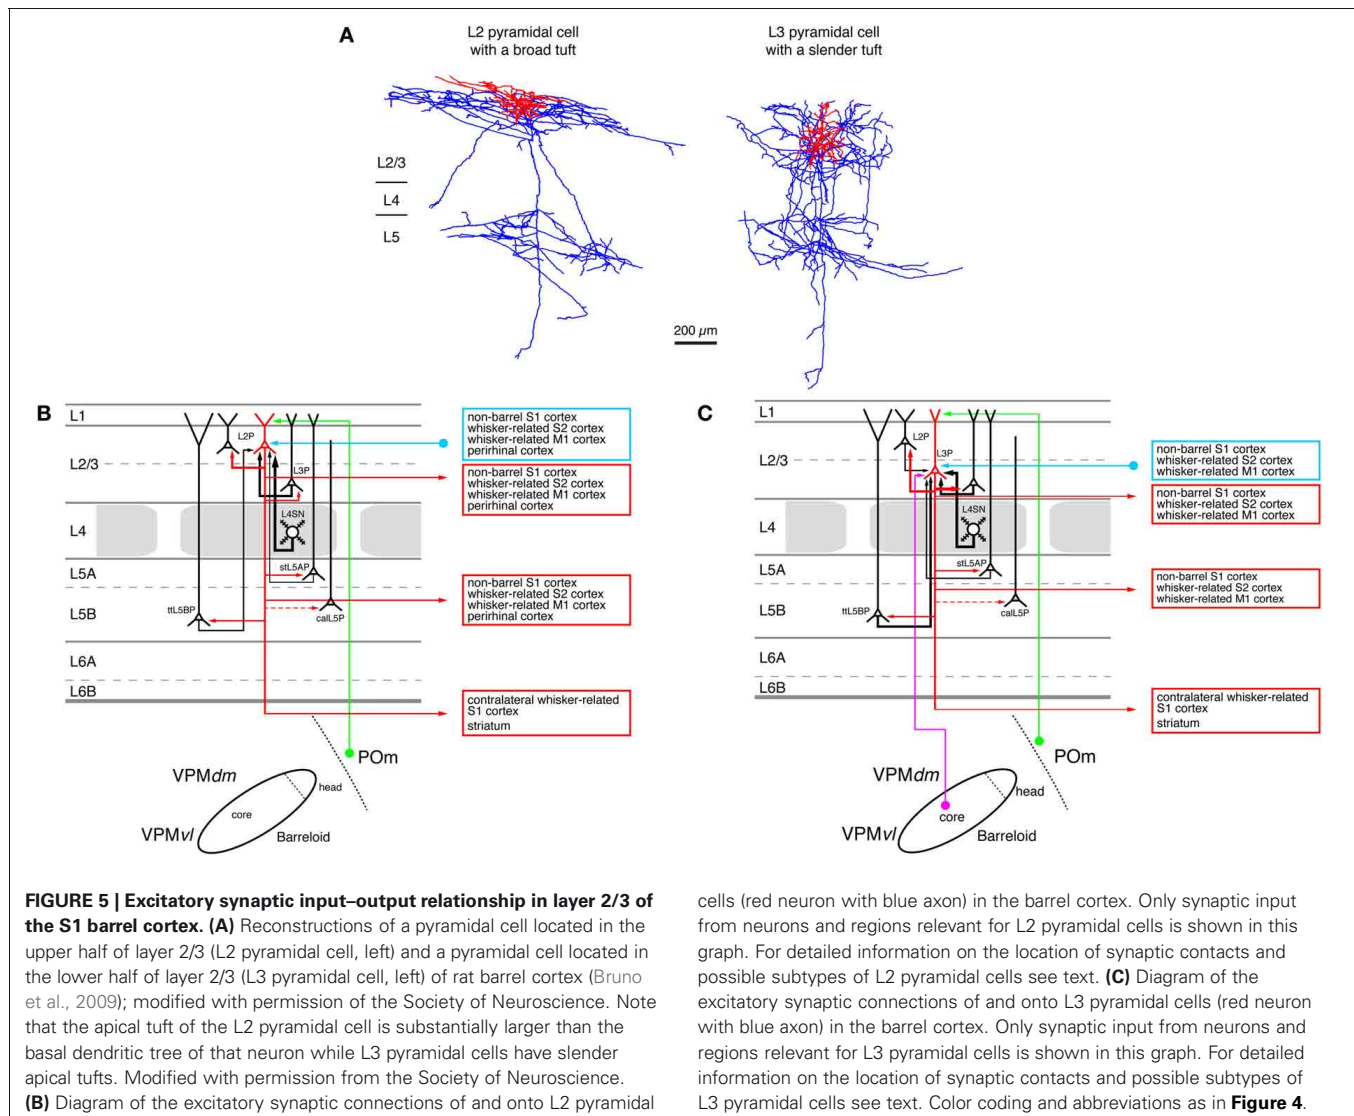 A
L2 pyramidal cell
with a broad tuft
L3 pyramidal cell
with a slender tuft
L2/3
L4
L5
200 µm
B
L1
L2/3
L4
L5A
L5B
L6A
L6B
L2P
L3P
L4SN
stL5AP
ttL5BP
calL5P
non-barrel S1 cortex
whisker-related S2 cortex
whisker-related M1 cortex
perirhinal cortex
non-barrel S1 cortex
whisker-related S2 cortex
whisker-related M1 cortex
perirhinal cortex
non-barrel S1 cortex
whisker-related S2 cortex
whisker-related M1 cortex
perirhinal cortex
contralateral whisker-related
S1 cortex
striatum
POm
VPMdm
head
core
VPMvl
Barreloid
C
L1
L2/3
L4
L5A
L5B
L6A
L6B
L2P
L3P
L4SN
stL5AP
ttL5BP
calL5P
non-barrel S1 cortex
whisker-related S2 cortex
whisker-related M1 cortex
non-barrel S1 cortex
whisker-related S2 cortex
whisker-related M1 cortex
non-barrel S1 cortex
whisker-related S2 cortex
whisker-related M1 cortex
contralateral whisker-related
S1 cortex
striatum
POm
VPMdm
head
core
VPMvl
Barreloid
FIGURE 5 | Excitatory synaptic input–output relationship in layer 2/3 of
the S1 barrel cortex. (A) Reconstructions of a pyramidal cell located in the
upper half of layer 2/3 (L2 pyramidal cell, left) and a pyramidal cell located in
the lower half of layer 2/3 (L3 pyramidal cell, left) of rat barrel cortex (Bruno
et al., 2009); modified with permission of the Society of Neuroscience. Note
that the apical tuft of the L2 pyramidal cell is substantially larger than the
basal dendritic tree of that neuron while L3 pyramidal cells have slender
apical tufts. Modified with permission from the Society of Neuroscience.
(B) Diagram of the excitatory synaptic connections of and onto L2 pyramidal
cells (red neuron with blue axon) in the barrel cortex. Only synaptic input
from neurons and regions relevant for L2 pyramidal cells is shown in this
graph. For detailed information on the location of synaptic contacts and
possible subtypes of L2 pyramidal cells see text. (C) Diagram of the
excitatory synaptic connections of and onto L3 pyramidal cells (red neuron
with blue axon) in the barrel cortex. Only synaptic input from neurons and
regions relevant for L3 pyramidal cells is shown in this graph. For detailed
information on the location of synaptic contacts and possible subtypes of
L3 pyramidal cells see text. Color coding and abbreviations as in Figure 4.